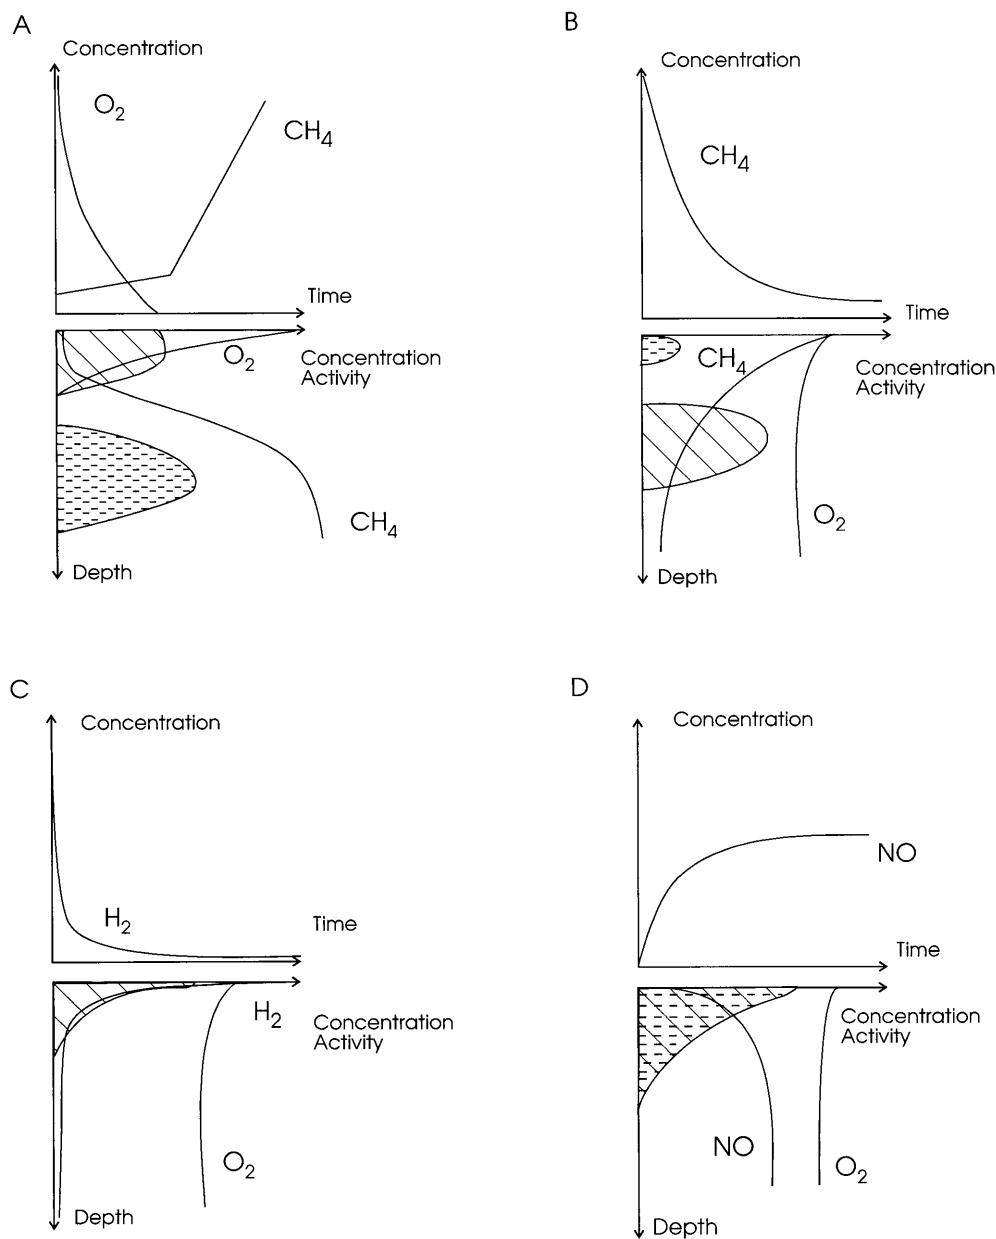 A
Concentration
O2
CH4
Time
O2
Concentration
Activity
CH4
Depth
B
Concentration
CH4
Time
CH4
Concentration
Activity
O2
Depth
C
Concentration
H2
Time
H2
Concentration
Activity
O2
Depth
D
Concentration
NO
Time
Concentration
Activity
NO
O2
Depth